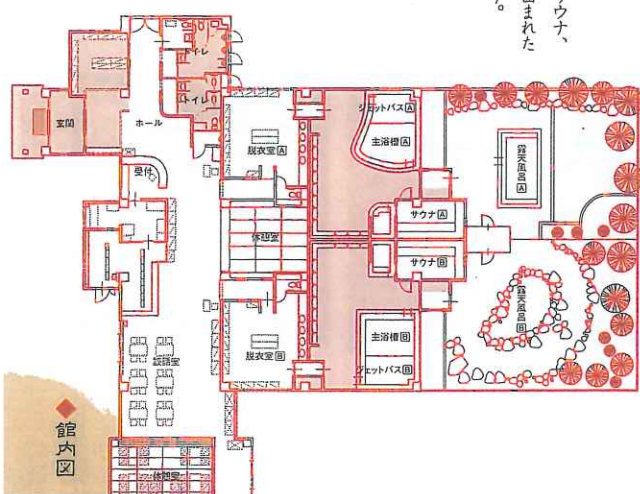 サウナ、
囲まれた
す。
トイレ
トイレ
玄関
ホール
受付
脱衣室A
ジェットバスA
主浴槽A
露天風呂A
サウナA
休憩室
サウナB
露天風呂B
脱衣室B
主浴槽B
ジェットバスB
談話室
◆館内図
休憩室